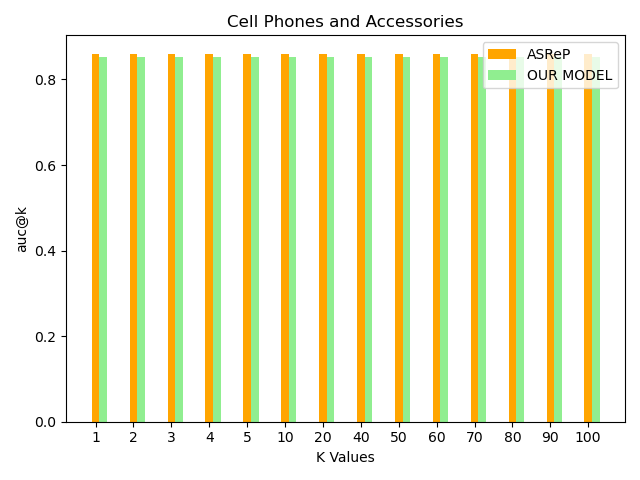 Cell Phones and Accessories
ASReP
OUR MODEL
auc@k
0.8
0.6
0.4
0.2
0.0
1 2 3 4 5 10 20 40 50 60 70 80 90 100
K Values